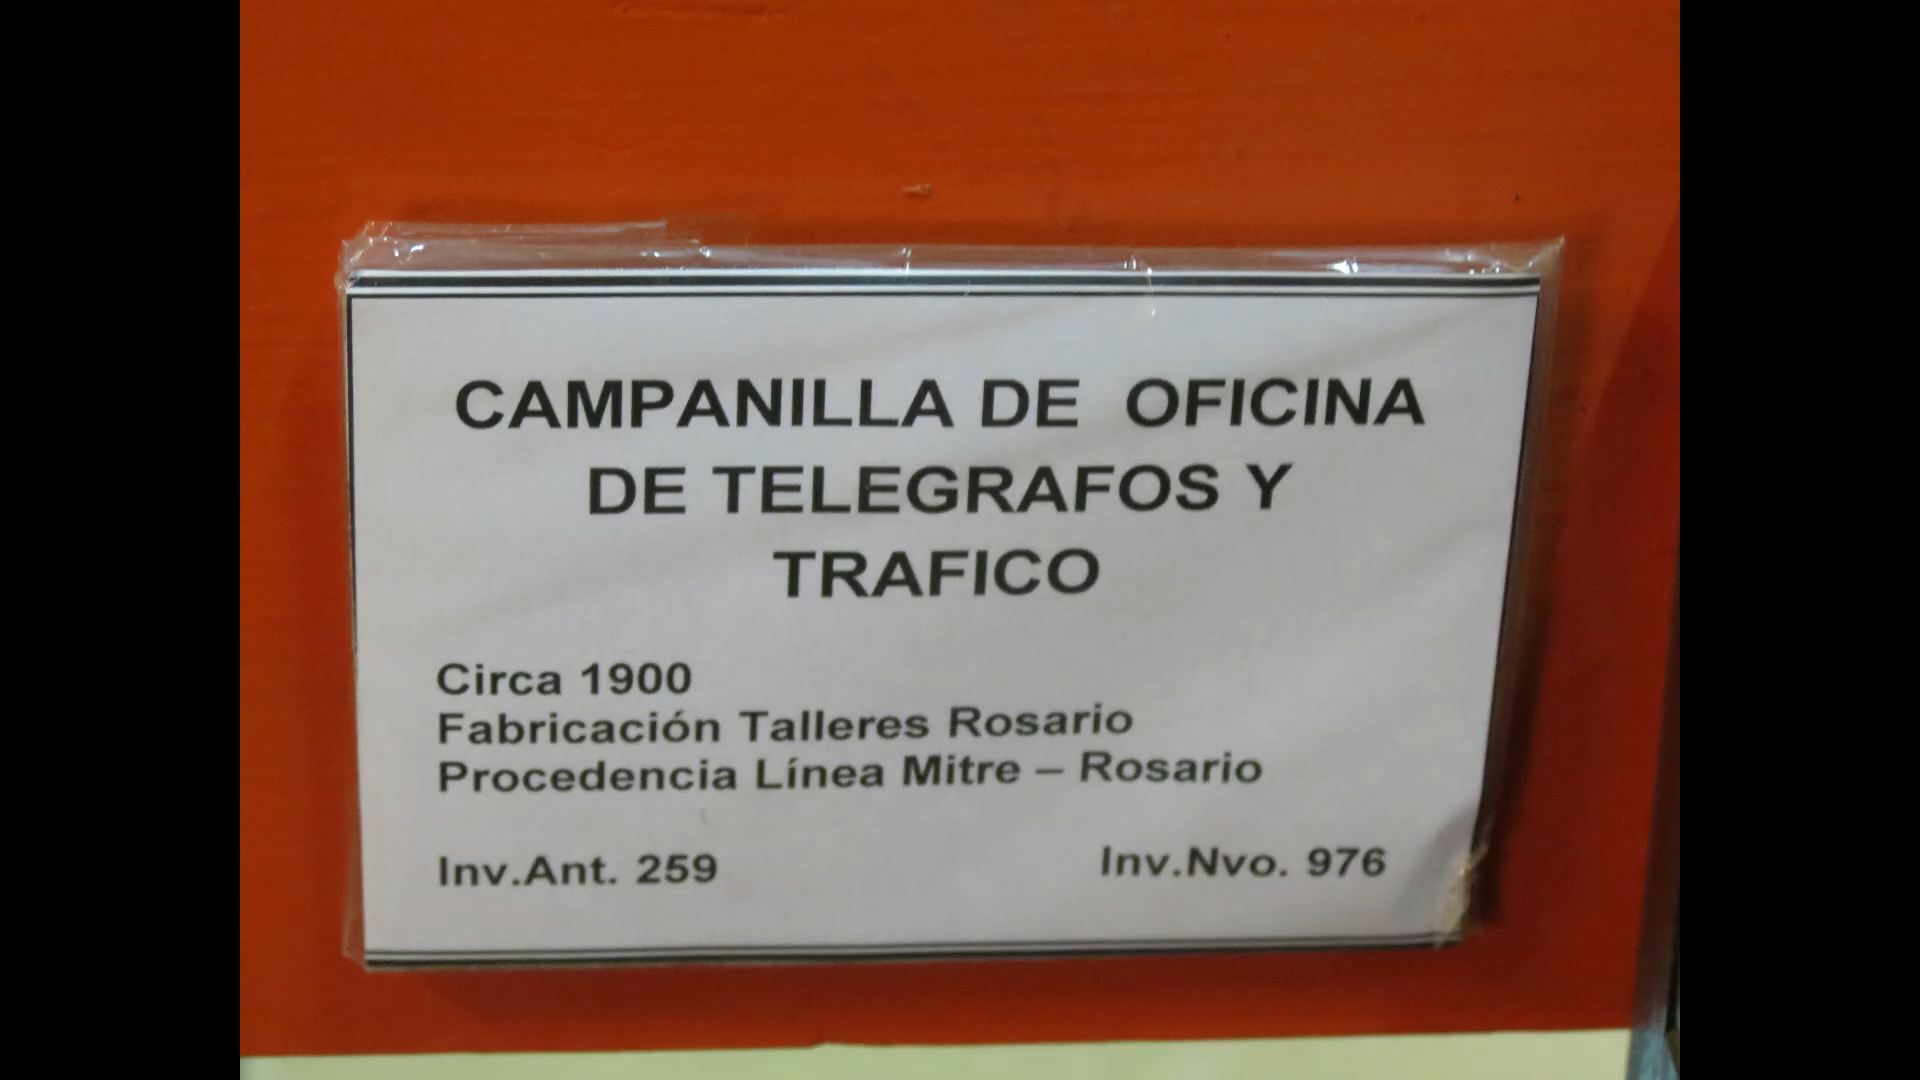 CAMPANILLA DE OFICINA
DE TELEGRAFOS Y
TRAFICO
Circa 1900
Fabricación Talleres Rosario
Procedencia Línea Mitre – Rosario
Inv.Ant. 259 Inv.Nvo. 976